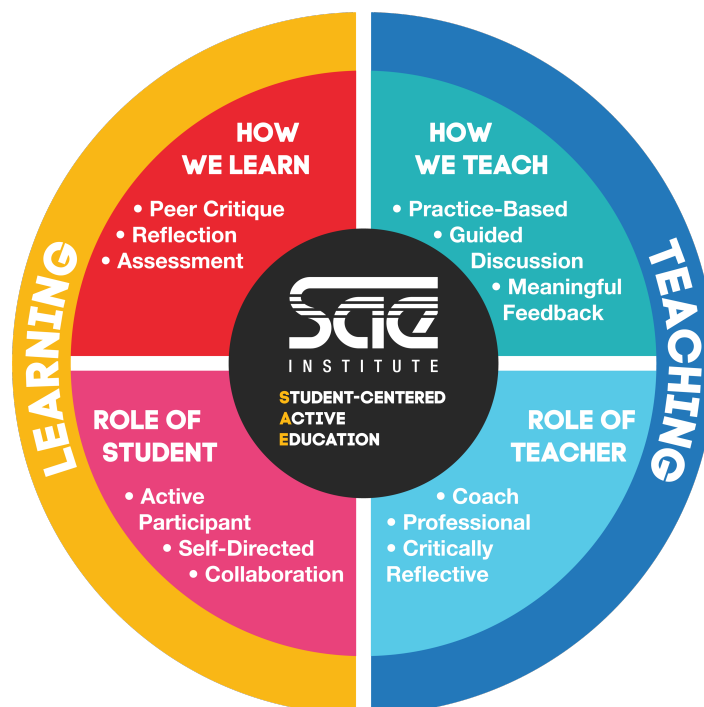 LEARNING
HOW
WE LEARN
• Peer Critique
• Reflection
• Assessment
HOW
WE TEACH
• Practice-Based
• Guided
Discussion
• Meaningful
Feedback
TEACHING
sae
INSTITUTE
STUDENT-CENTERED
ACTIVE
EDUCATION
ROLE OF
STUDENT
• Active
Participant
• Self-Directed
• Collaboration
ROLE OF
TEACHER
• Coach
• Professional
• Critically
Reflective